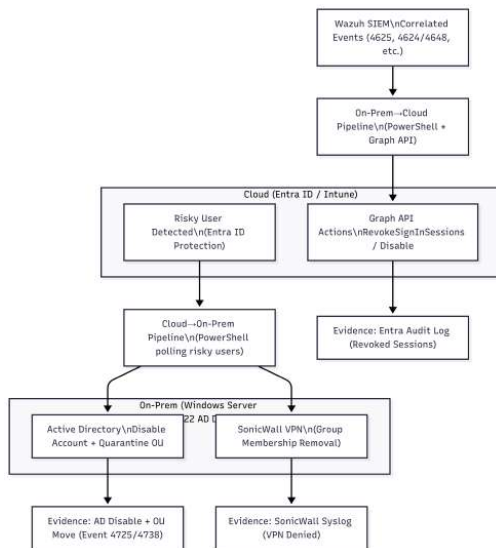 Wazuh SIEM\nCorrelated
Events (4625, 4624/4648,
etc.)
On-Prem→Cloud
Pipeline\n(PowerShell +
Graph API)
Cloud (Entra ID / Intune)
Risky User
Detected\n(Entra ID
Protection)
Graph API
Actions\nRevokeSignInSessions
/ Disable
Cloud→On-Prem
Pipeline\n(PowerShell
polling risky users)
Evidence: Entra Audit Log
(Revoked Sessions)
On-Prem (Windows Server
22 AD D
Active Directory\nDisable
Account + Quarantine OU
SonicWall VPN\n(Group
Membership Removal)
Evidence: AD Disable + OU
Move (Event 4725/4738)
Evidence: SonicWall Syslog
(VPN Denied)